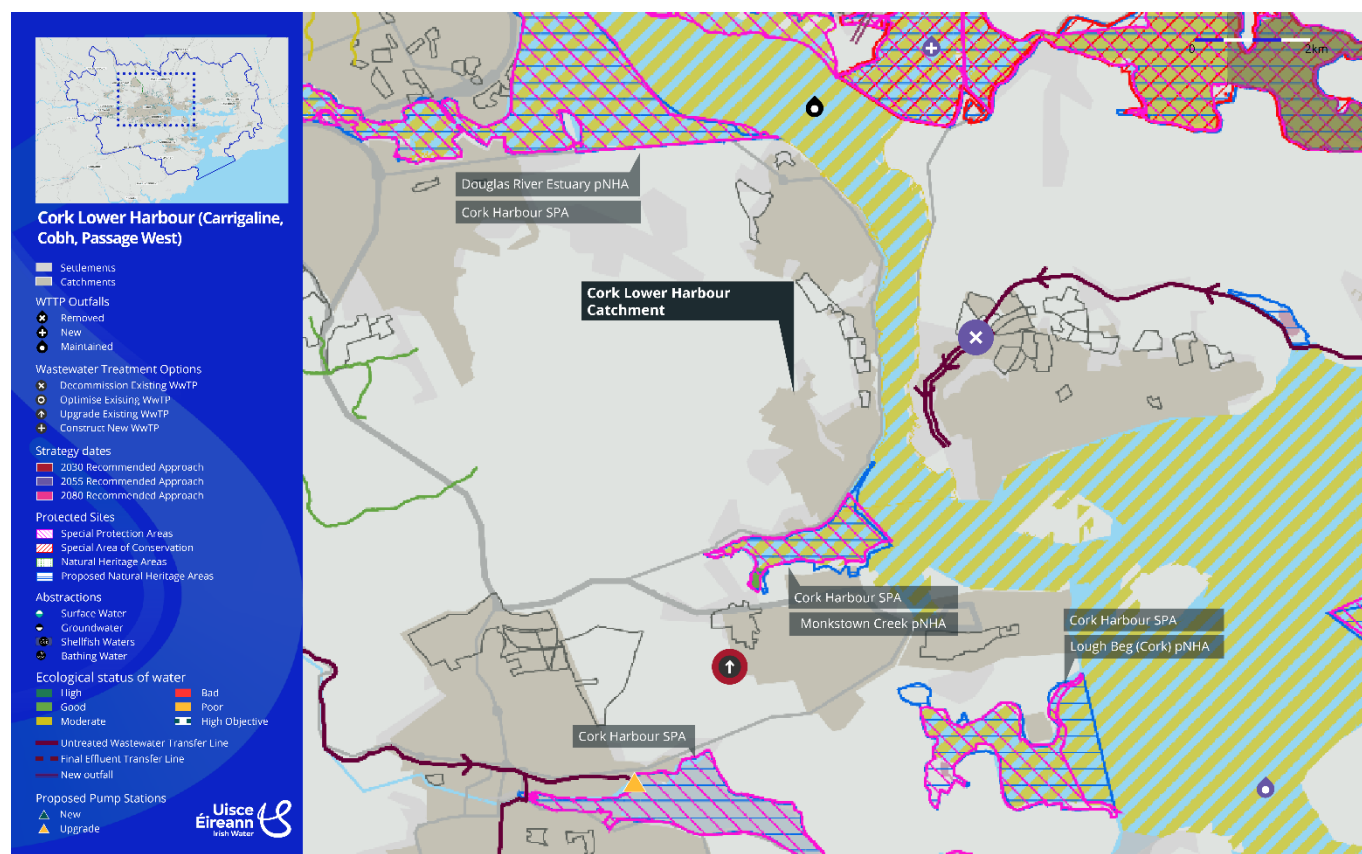 Cork Lower Harbour (Carrigaline,
Cobh, Passage West)
Settlements
Catchments
WTTP Outfalls
Removed
New
Maintained
Wastewater Treatment Options
Decommission Existing WwTP
Optimise Existing WwTP
Upgrade Existing WwTP
Construct New WwTP
Strategy dates
2030 Recommended Approach
2055 Recommended Approach
2080 Recommended Approach
Protected Sites
Special Protection Areas
Special Area of Conservation
Natural Heritage Areas
Proposed Natural Heritage Areas
Abstractions
Surface Water
Groundwater
Shellfish Waters
Bathing Water
Ecological status of water
High
Bad
Good
Poor
Moderate
High Objective
Untreated Wastewater Transfer Line
Final Effluent Transfer Line
New outfall
Proposed Pump Stations
New
Upgrade
Uisce
Éireann
Irish Water
0 2km
Douglas River Estuary pNHA
Cork Harbour SPA
Cork Lower Harbour
Catchment
Cork Harbour SPA
Monkstown Creek pNHA
Cork Harbour SPA
Lough Beg (Cork) pNHA
Cork Harbour SPA